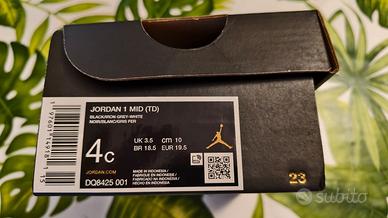 JORDAN 1 MID (TD)
BLACK/IRON GREY-WHITE
NOIR/BLANC/GRIS FER
4C
UK 3.5
cm 10
BR 18.5
EUR 19.5
MADE IN INDONESIA
JORDAN.COM
DQ8425 001
23
subito